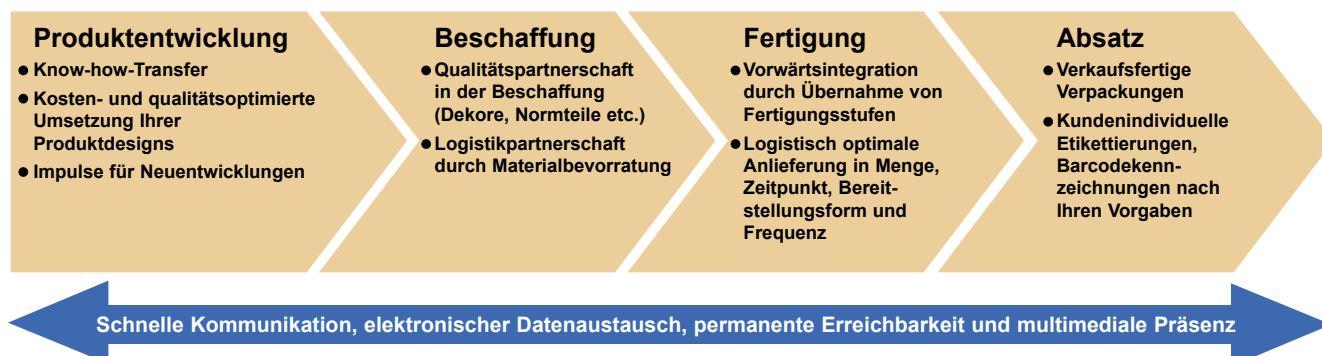 Produktentwicklung
● Know-how-Transfer
● Kosten- und qualitätsoptimierte
Umsetzung Ihrer
Produktdesigns
● Impulse für Neuentwicklungen
Beschaffung
● Qualitätspartnerschaft
in der Beschaffung
(Dekore, Normteile etc.)
● Logistikpartnerschaft
durch Materialbevorratung
Fertigung
● Vorwärtsintegration
durch Übernahme von
Fertigungsstufen
● Logistisch optimale
Anlieferung in Menge,
Zeitpunkt, Bereit-
stellungsform und
Frequenz
Absatz
● Verkaufsfertige
Verpackungen
● Kundenindividuelle
Etikettierungen,
Barcodekenn-
zeichnungen nach
Ihren Vorgaben
Schnelle Kommunikation, elektronischer Datenaustausch, permanente Erreichbarkeit und multimediale Präsenz